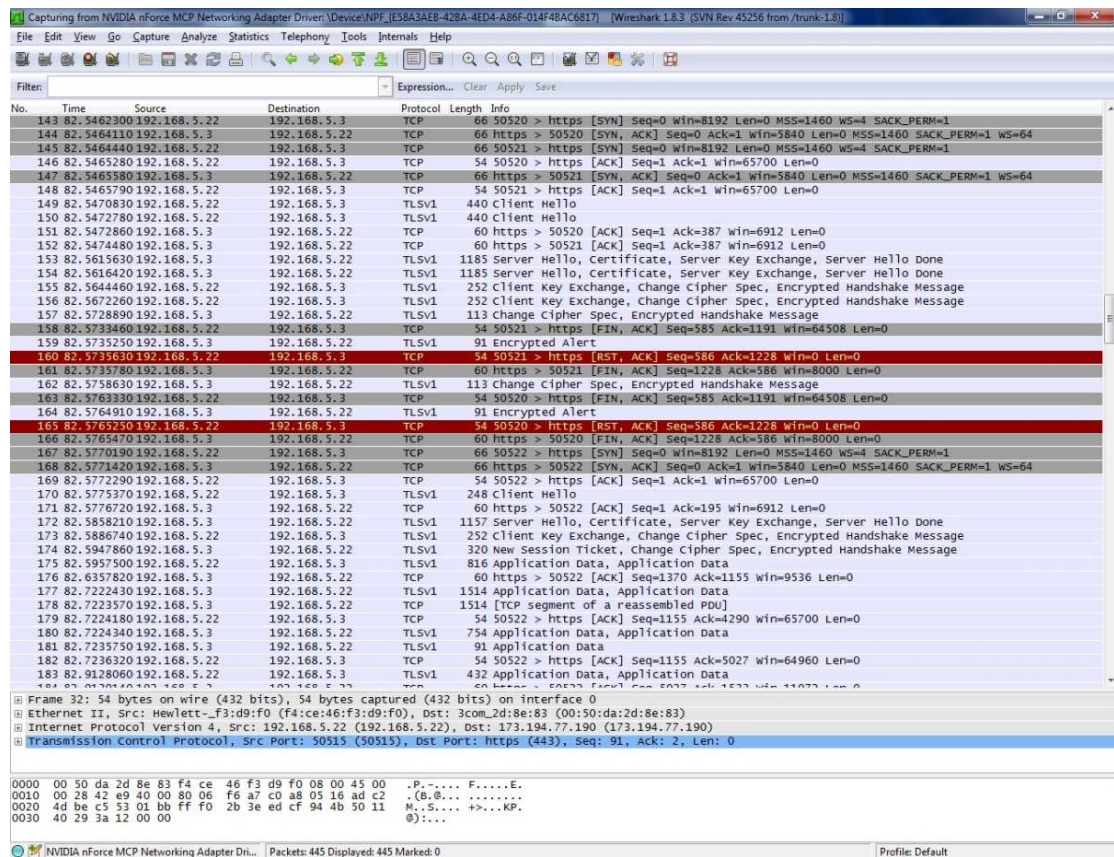 Capturing from NVIDIA nForce MCP Networking Adapter Driver: \Device\NPF_{E58A3AEB-42BA-4ED4-A86F-014F4BAC6817} [Wireshark 1.8.3 (SVN Rev 45256 from /trunk-1.8)]
File Edit View Go Capture Analyze Statistics Telephony Tools Internals Help
Filter: Expression... Clear Apply Save
No. Time Source Destination Protocol Length Info
143 82.5462300 192.168.5.22 192.168.5.3 TCP 66 50520 > https [SYN] Seq=0 Win=8192 Len=0 MSS=1460 WS=4 SACK_PERM=1
144 82.5464110 192.168.5.3 192.168.5.22 TCP 66 https > 50520 [SYN, ACK] Seq=0 Ack=1 Win=5840 Len=0 MSS=1460 SACK_PERM=1 WS=64
145 82.5464440 192.168.5.22 192.168.5.3 TCP 66 50521 > https [SYN] Seq=0 Win=8192 Len=0 MSS=1460 WS=4 SACK_PERM=1
146 82.5465280 192.168.5.22 192.168.5.3 TCP 54 50520 > https [ACK] Seq=1 Ack=1 Win=65700 Len=0
147 82.5465580 192.168.5.3 192.168.5.22 TCP 66 https > 50521 [SYN, ACK] Seq=0 Ack=1 Win=5840 Len=0 MSS=1460 SACK_PERM=1 WS=64
148 82.5465790 192.168.5.22 192.168.5.3 TCP 54 50521 > https [ACK] Seq=1 Ack=1 Win=65700 Len=0
149 82.5470830 192.168.5.22 192.168.5.3 TLSv1 440 Client Hello
150 82.5472780 192.168.5.22 192.168.5.3 TLSv1 440 Client Hello
151 82.5472860 192.168.5.3 192.168.5.22 TCP 60 https > 50520 [ACK] Seq=1 Ack=387 Win=6912 Len=0
152 82.5474480 192.168.5.3 192.168.5.22 TCP 60 https > 50521 [ACK] Seq=1 Ack=387 Win=6912 Len=0
153 82.5615630 192.168.5.3 192.168.5.22 TLSv1 1185 Server Hello, Certificate, Server Key Exchange, Server Hello Done
154 82.5616420 192.168.5.3 192.168.5.22 TLSv1 1185 Server Hello, Certificate, Server Key Exchange, Server Hello Done
155 82.5644460 192.168.5.22 192.168.5.3 TLSv1 252 Client Key Exchange, Change Cipher Spec, Encrypted Handshake Message
156 82.5672260 192.168.5.22 192.168.5.3 TLSv1 252 Client Key Exchange, Change Cipher Spec, Encrypted Handshake Message
157 82.5728890 192.168.5.3 192.168.5.22 TLSv1 113 Change Cipher Spec, Encrypted Handshake Message
158 82.5733460 192.168.5.22 192.168.5.3 TCP 54 50521 > https [FIN, ACK] Seq=585 Ack=1191 Win=64508 Len=0
159 82.5735250 192.168.5.3 192.168.5.22 TLSv1 91 Encrypted Alert
160 82.5735630 192.168.5.22 192.168.5.3 TCP 54 50521 > https [RST, ACK] Seq=586 Ack=1228 Win=0 Len=0
161 82.5735780 192.168.5.3 192.168.5.22 TCP 60 https > 50521 [FIN, ACK] Seq=1228 Ack=586 Win=8000 Len=0
162 82.5758630 192.168.5.3 192.168.5.22 TLSv1 113 Change Cipher Spec, Encrypted Handshake Message
163 82.5763330 192.168.5.22 192.168.5.3 TCP 54 50520 > https [FIN, ACK] Seq=585 Ack=1191 Win=64508 Len=0
164 82.5764910 192.168.5.3 192.168.5.22 TLSv1 91 Encrypted Alert
165 82.5765250 192.168.5.22 192.168.5.3 TCP 54 50520 > https [RST, ACK] Seq=586 Ack=1228 Win=0 Len=0
166 82.5765470 192.168.5.3 192.168.5.22 TCP 60 https > 50520 [FIN, ACK] Seq=1228 Ack=586 Win=8000 Len=0
167 82.5770190 192.168.5.22 192.168.5.3 TCP 66 50522 > https [SYN] Seq=0 Win=8192 Len=0 MSS=1460 WS=4 SACK_PERM=1
168 82.5771420 192.168.5.3 192.168.5.22 TCP 66 https > 50522 [SYN, ACK] Seq=0 Ack=1 Win=5840 Len=0 MSS=1460 SACK_PERM=1 WS=64
169 82.5772290 192.168.5.22 192.168.5.3 TCP 54 50522 > https [ACK] Seq=1 Ack=1 Win=65700 Len=0
170 82.5775370 192.168.5.22 192.168.5.3 TLSv1 248 Client Hello
171 82.5776720 192.168.5.3 192.168.5.22 TCP 60 https > 50522 [ACK] Seq=1 Ack=195 Win=6912 Len=0
172 82.5858210 192.168.5.3 192.168.5.22 TLSv1 1157 Server Hello, Certificate, Server Key Exchange, Server Hello Done
173 82.5886740 192.168.5.22 192.168.5.3 TLSv1 252 Client Key Exchange, Change Cipher Spec, Encrypted Handshake Message
174 82.5947860 192.168.5.3 192.168.5.22 TLSv1 320 New Session Ticket, Change Cipher Spec, Encrypted Handshake Message
175 82.5957500 192.168.5.22 192.168.5.3 TLSv1 816 Application Data, Application Data
176 82.6357820 192.168.5.3 192.168.5.22 TCP 60 https > 50522 [ACK] Seq=1370 Ack=1155 Win=9536 Len=0
177 82.7222430 192.168.5.3 192.168.5.22 TLSv1 1514 Application Data, Application Data
178 82.7223570 192.168.5.3 192.168.5.22 TCP 1514 [TCP segment of a reassembled PDU]
179 82.7224180 192.168.5.22 192.168.5.3 TCP 54 50522 > https [ACK] Seq=1155 Ack=4290 Win=65700 Len=0
180 82.7224340 192.168.5.3 192.168.5.22 TLSv1 754 Application Data, Application Data
181 82.7235750 192.168.5.3 192.168.5.22 TLSv1 91 Application Data
182 82.7236320 192.168.5.22 192.168.5.3 TCP 54 50522 > https [ACK] Seq=1155 Ack=5027 Win=64960 Len=0
183 82.9128060 192.168.5.22 192.168.5.3 TLSv1 432 Application Data, Application Data
Frame 32: 54 bytes on wire (432 bits), 54 bytes captured (432 bits) on interface 0
Ethernet II, Src: Hewlett-_f3:d9:f0 (f4:ce:46:f3:d9:f0), Dst: 3com_2d:8e:83 (00:50:da:2d:8e:83)
Internet Protocol Version 4, Src: 192.168.5.22 (192.168.5.22), Dst: 173.194.77.190 (173.194.77.190)
Transmission Control Protocol, Src Port: 50515 (50515), Dst Port: https (443), Seq: 91, Ack: 2, Len: 0
0000 00 50 da 2d 8e 83 f4 ce 46 f3 d9 f0 08 00 45 00 .P.-.... F.....E.
0010 00 28 42 e9 40 00 80 06 f6 a7 c0 a8 05 16 ad c2 .(B.@... ........
0020 4d be c5 53 01 bb ff f0 2b 3e ed cf 94 4b 50 11 M..S.... +>...KP.
0030 40 29 3a 12 00 00 @):...
NVIDIA nForce MCP Networking Adapter Dri... Packets: 445 Displayed: 445 Marked: 0 Profile: Default